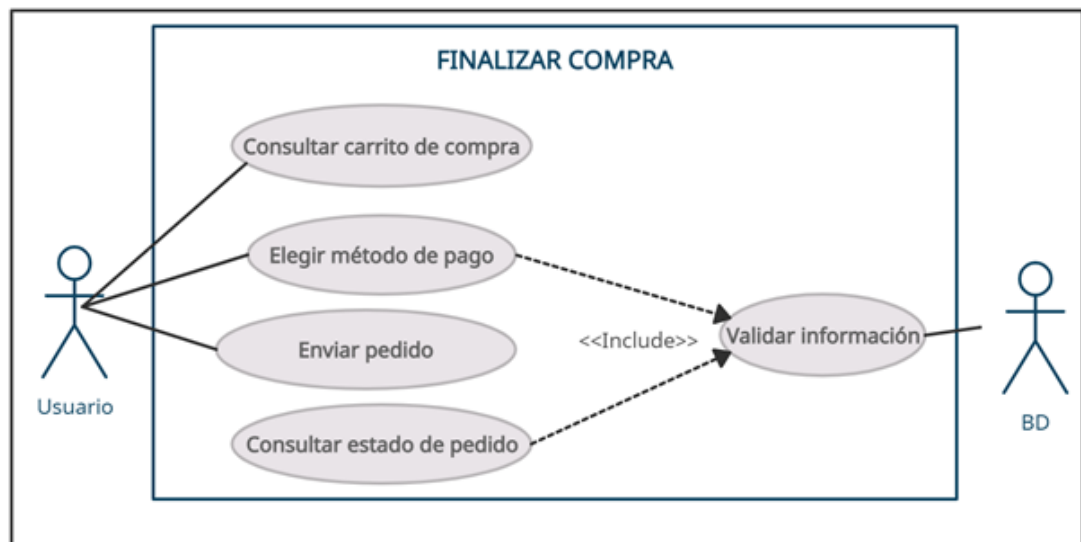 FINALIZAR COMPRA
Consultar carrito de compra
Elegir método de pago
Enviar pedido
<<Include>>
Validar información
Consultar estado de pedido
Usuario
BD